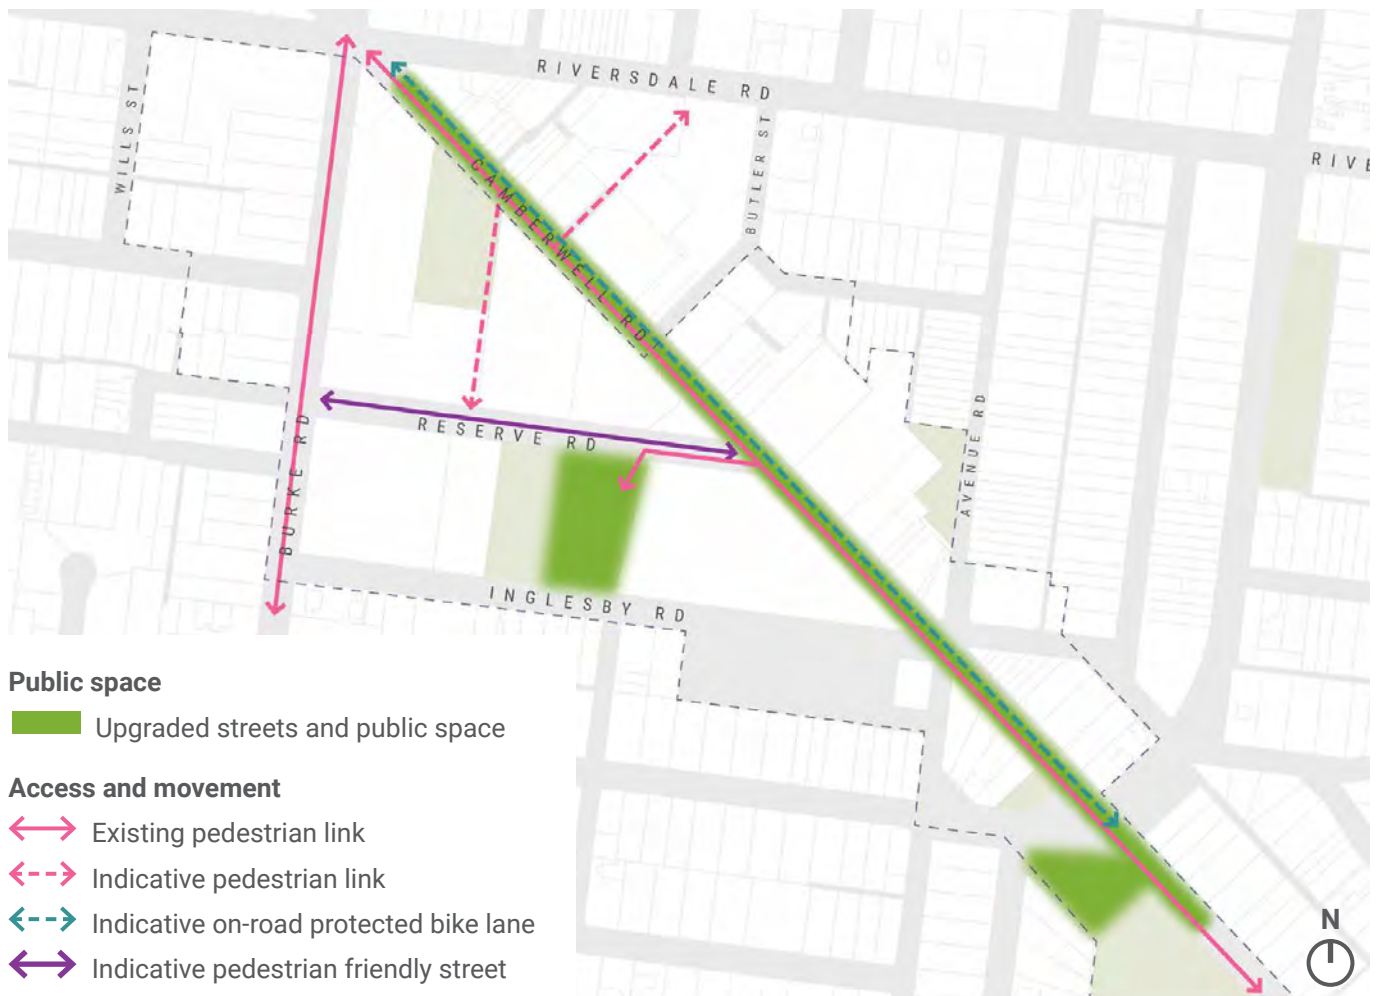 RIVERSDALE RD
WILLS ST
BUTLER ST
RIVE
CAMBERWELL RD
RESERVE RD
BURKE RD
AVENUE RD
INGLESBY RD
Public space
Upgraded streets and public space
Access and movement
Existing pedestrian link
Indicative pedestrian link
Indicative on-road protected bike lane
Indicative pedestrian friendly street
N